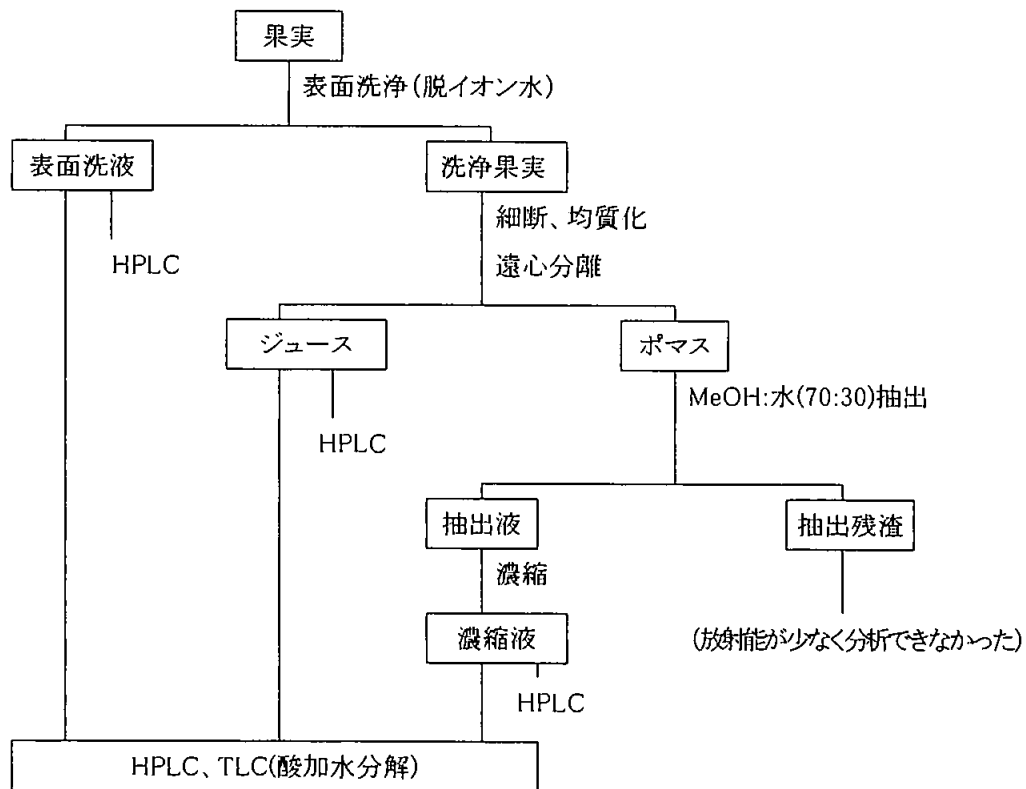 果実
表面洗浄(脱イオン水)
表面洗液
洗浄果実
細断、均質化
HPLC
遠心分離
ジュース
ポマス
MeOH:水(70:30)抽出
HPLC
抽出液
抽出残渣
濃縮
濃縮液
(放射能が少なく分析できなかった)
HPLC
HPLC、TLC(酸加水分解)